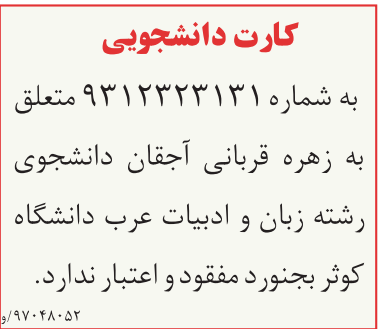 کارت دانشجویی
به شماره ۹۳۱۲۳۲۳۱۳۱ متعلق
به زهره قربانی آجقان دانشجوی
رشته زبان و ادبیات عرب دانشگاه
کوثر بجنورد مفقود و اعتبار ندارد.
۹۷۰۴۸۰۵۲/و